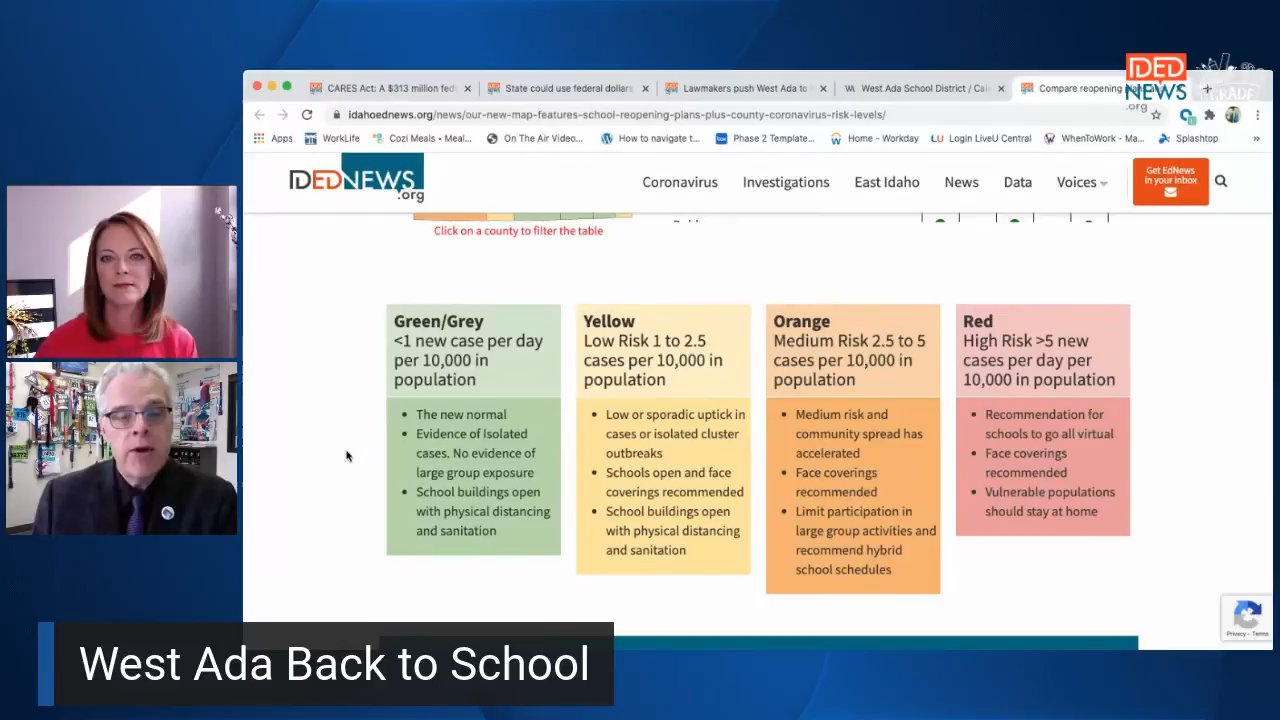 IDED
NEWS
.org
GRADE
CARES Act: A $313 million fed
State could use federal dollars
Lawmakers push West Ada to
West Ada School District / Cale
Compare reopening
idahoednews.org/news/our-new-map-features-school-reopening-plans-plus-county-coronavirus-risk-levels/
Apps
WorkLife
Cozi Meals • Meal...
On The Air Video...
How to navigate t...
Phase 2 Template...
Home - Workday
Login LiveU Central
WhenToWork - Ma...
Splashtop
»
IDEDNEWS
.org
Coronavirus
Investigations
East Idaho
News
Data
Voices
Get EdNews
in your inbox
Click on a county to filter the table
Green/Grey
<1 new case per day
per 10,000 in
population
• The new normal
• Evidence of Isolated
cases. No evidence of
large group exposure
• School buildings open
with physical distancing
and sanitation
Yellow
Low Risk 1 to 2.5
cases per 10,000 in
population
• Low or sporadic uptick in
cases or isolated cluster
outbreaks
• Schools open and face
coverings recommended
• School buildings open
with physical distancing
and sanitation
Orange
Medium Risk 2.5 to 5
cases per 10,000 in
population
• Medium risk and
community spread has
accelerated
• Face coverings
recommended
• Limit participation in
large group activities and
recommend hybrid
school schedules
Red
High Risk >5 new
cases per day per
10,000 in population
• Recommendation for
schools to go all virtual
• Face coverings
recommended
• Vulnerable populations
should stay at home
Privacy - Terms
West Ada Back to School